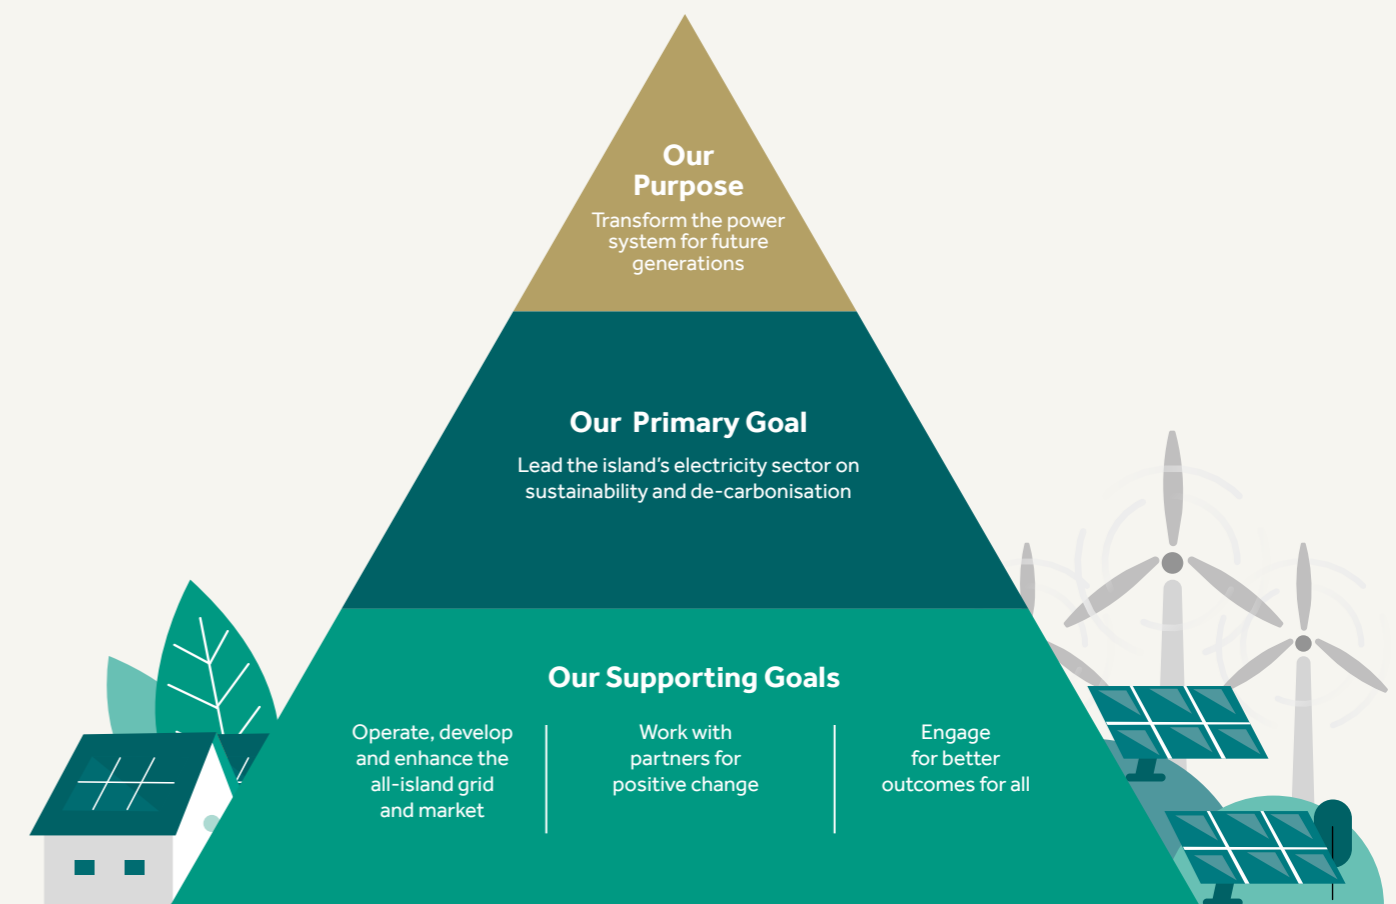 Our
Purpose
Transform the power
system for future
generations
Our Primary Goal
Lead the island's electricity sector on
sustainability and de-carbonisation
Our Supporting Goals
Operate, develop
and enhance the
all-island grid
and market
Work with
partners for
positive change
Engage
for better
outcomes for all